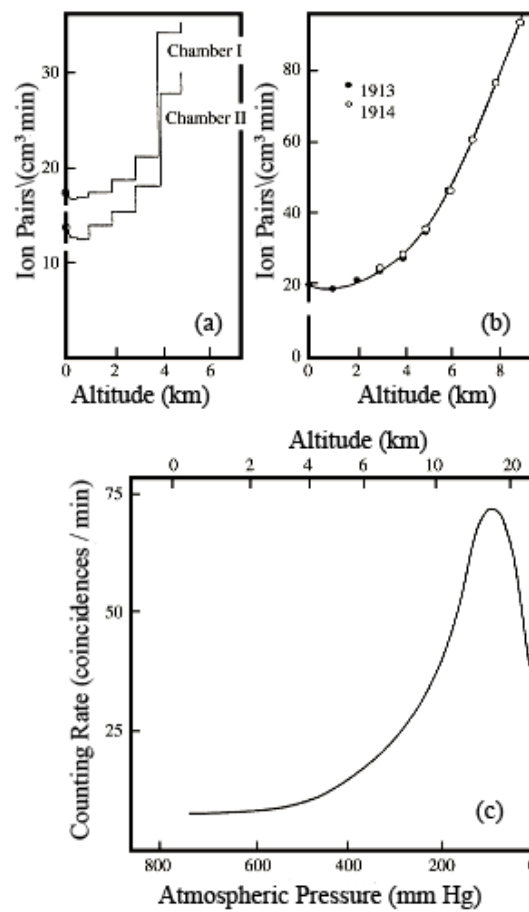 30
20
10
Ion Pairs\(cm³ min)
Chamber I
Chamber II
(a)
0 2 4 6
Altitude (km)
80
60
40
20
0
Ion Pairs\(cm³ min)
1913
1914
(b)
0 2 4 6 8
Altitude (km)
Altitude (km)
0 2 4 6 10 20
75
50
25
Counting Rate (coincidences / min)
(c)
800 600 400 200
Atmospheric Pressure (mm Hg)